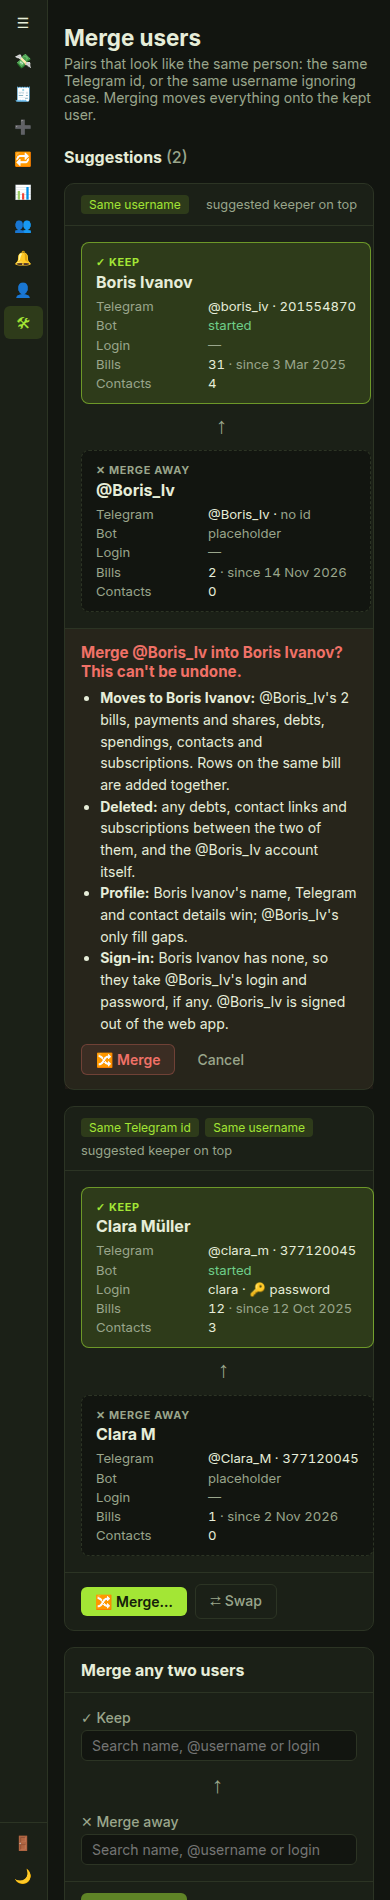 Merge users
Pairs that look like the same person: the same
Telegram id, or the same username ignoring
case. Merging moves everything onto the kept
user.
Suggestions (2)
Same username suggested keeper on top
✓ KEEP
Boris Ivanov
Telegram @boris_iv · 201554870
Bot started
Login —
Bills 31 · since 3 Mar 2025
Contacts 4
↑
✕ MERGE AWAY
@Boris_Iv
Telegram @Boris_Iv · no id
Bot placeholder
Login —
Bills 2 · since 14 Nov 2026
Contacts 0
Merge @Boris_Iv into Boris Ivanov?
This can't be undone.
• Moves to Boris Ivanov: @Boris_Iv's 2
bills, payments and shares, debts,
spendings, contacts and
subscriptions. Rows on the same bill
are added together.
• Deleted: any debts, contact links and
subscriptions between the two of
them, and the @Boris_Iv account
itself.
• Profile: Boris Ivanov's name, Telegram
and contact details win; @Boris_Iv's
only fill gaps.
• Sign-in: Boris Ivanov has none, so
they take @Boris_Iv's login and
password, if any. @Boris_Iv is signed
out of the web app.
🔀 Merge Cancel
Same Telegram id Same username
suggested keeper on top
✓ KEEP
Clara Müller
Telegram @clara_m · 377120045
Bot started
Login clara · 🔑 password
Bills 12 · since 12 Oct 2025
Contacts 3
↑
✕ MERGE AWAY
Clara M
Telegram @Clara_M · 377120045
Bot placeholder
Login —
Bills 1 · since 2 Nov 2026
Contacts 0
🔀 Merge... ⇄ Swap
Merge any two users
✓ Keep
Search name, @username or login
↑
✕ Merge away
Search name, @username or login